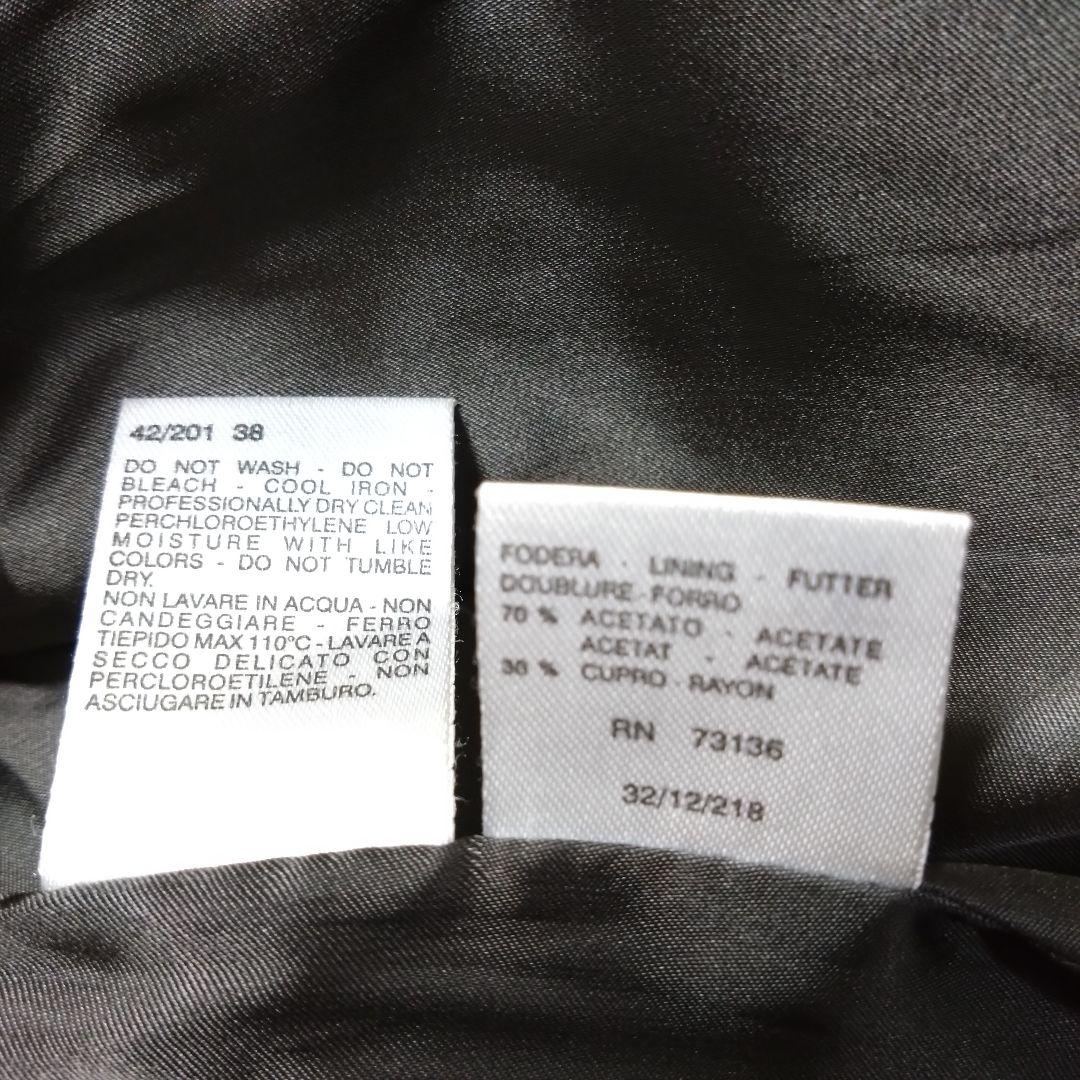 42/201 38
DO NOT WASH - DO NOT
BLEACH - COOL IRON -
PROFESSIONALLY DRY CLEAN
PERCHLOROETHYLENE LOW
MOISTURE WITH LIKE
COLORS - DO NOT TUMBLE
DRY.
NON LAVARE IN ACQUA - NON
CANDEGGIARE - FERRO
TIEPIDO MAX 110°C - LAVARE A
SECCO DELICATO CON
PERCLOROETILENE - NON
ASCIUGARE IN TAMBURO.
FODERA - LINING - FUTTER
DOUBLURE - FORRO
70 % ACETATO - ACETATE
ACETAT - ACÉTATE
30 % CUPRO - RAYON
RN 73136
32/12/218